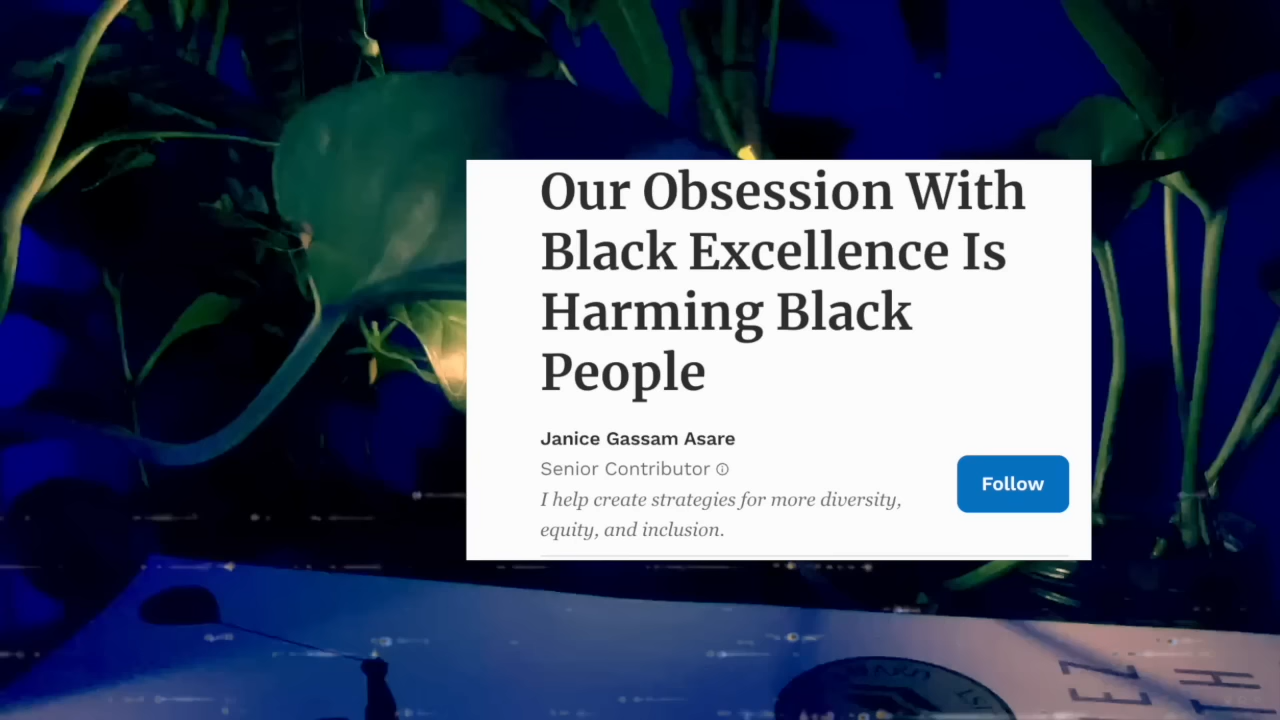 Our Obsession With
Black Excellence Is
Harming Black
People
Janice Gassam Asare
Senior Contributor
I help create strategies for more diversity,
equity, and inclusion.
Follow